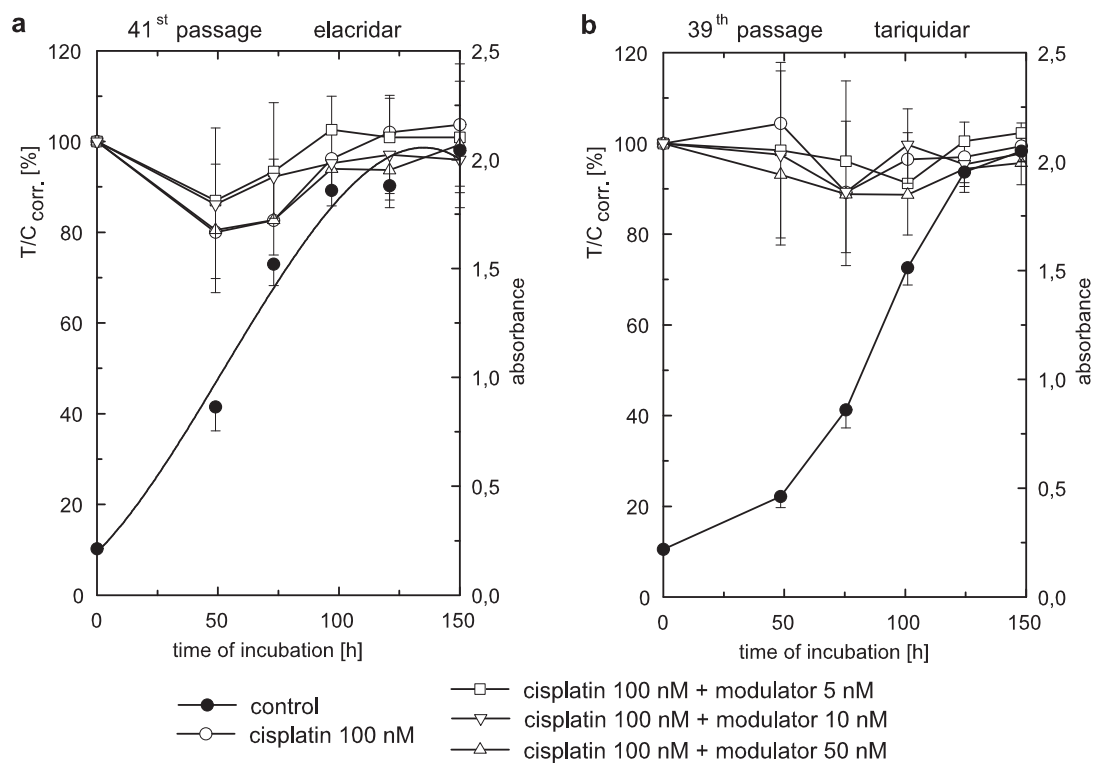 a 41st passage elacridar
120
100
80
60
40
20
0
T/C corr. [%]
2,5
2,0
1,5
1,0
0,5
0,0
absorbance
0 50 100 150
time of incubation [h]
b 39th passage tariquidar
120
100
80
60
40
20
0
T/C corr. [%]
2,5
2,0
1,5
1,0
0,5
0,0
absorbance
0 50 100 150
time of incubation [h]
control
cisplatin 100 nM
cisplatin 100 nM + modulator 5 nM
cisplatin 100 nM + modulator 10 nM
cisplatin 100 nM + modulator 50 nM